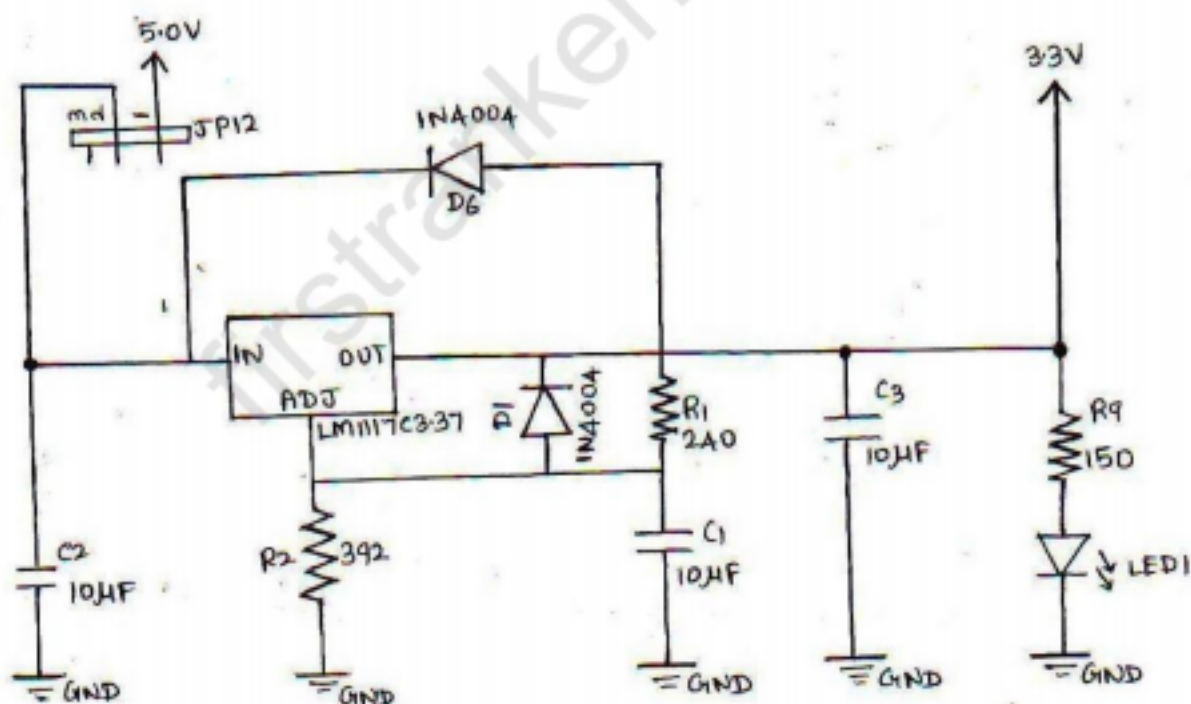 5.0V
3.3V
JP12
1N4004
D6
IN
OUT
ADJ
LM1117C3.37
D1
1N4004
R1
240
C3
10µF
R9
150
C2
10µF
R2
392
C1
10µF
LED1
GND
GND
GND
GND
GND
firstranker